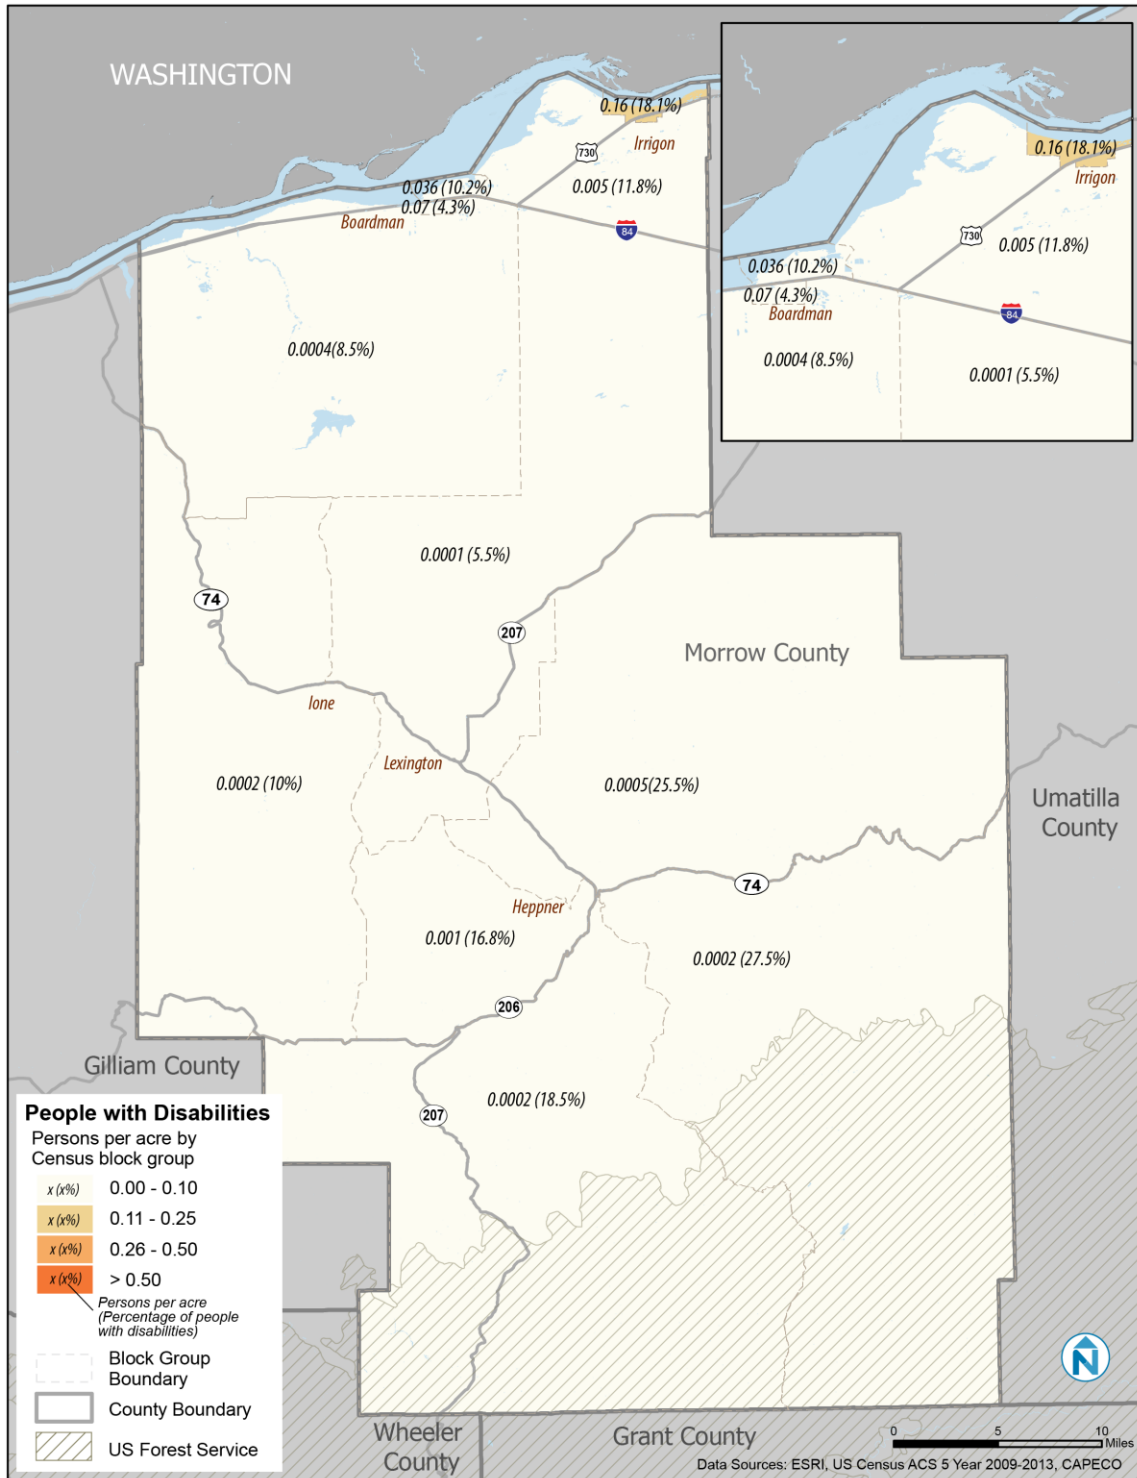 WASHINGTON
0.16 (18.1%)
Irrigon
730
0.005 (11.8%)
0.036 (10.2%)
0.07 (4.3%)
Boardman
84
0.0004(8.5%)
0.16 (18.1%)
Irrigon
730
0.005 (11.8%)
0.036 (10.2%)
0.07 (4.3%)
Boardman
84
0.0004 (8.5%)
0.0001 (5.5%)
0.0001 (5.5%)
74
207
Morrow County
Ione
Lexington
0.0002 (10%)
0.0005(25.5%)
Umatilla
County
74
Heppner
0.001 (16.8%)
0.0002 (27.5%)
206
Gilliam County
0.0002 (18.5%)
207
People with Disabilities
Persons per acre by
Census block group
x (x%) 0.00 - 0.10
x (x%) 0.11 - 0.25
x (x%) 0.26 - 0.50
x (x%) > 0.50
Persons per acre
(Percentage of people
with disabilities)
Block Group
Boundary
County Boundary
US Forest Service
Wheeler
County
Grant County
N
0 5 10
Miles
Data Sources: ESRI, US Census ACS 5 Year 2009-2013, CAPECO